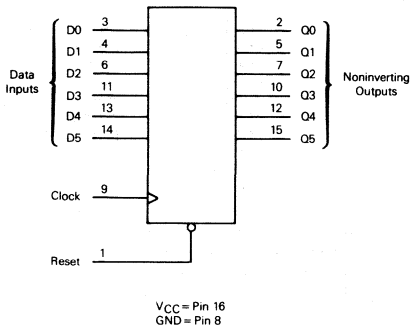 D0 3 2 Q0
D1 4 5 Q1
D2 6 7 Q2
D3 11 10 Q3
D4 13 12 Q4
D5 14 15 Q5
Data
Inputs
Noninverting
Outputs
Clock 9
Reset 1
VCC = Pin 16
GND = Pin 8